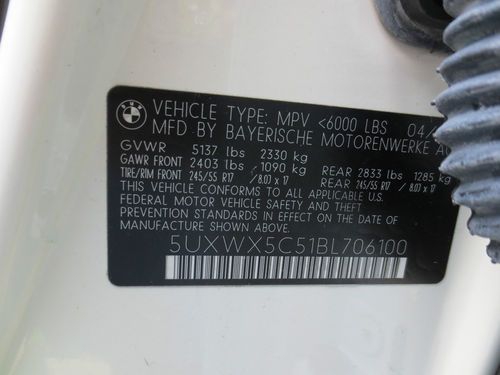 BMW
VEHICLE TYPE: MPV <6000 LBS 04/
MFD BY BAYERISCHE MOTORENWERKE A
GVWR 5137 lbs 2330 kg
GAWR FRONT 2403 lbs 1090 kg REAR 2833 lbs 1285 kg
TIRE/RIM FRONT 245/55 R17 / 8.0J x 17 REAR 245/55 R17 / 8.0J x 17
THIS VEHICLE CONFORMS TO ALL APPLICABLE U.S.
FEDERAL MOTOR VEHICLE SAFETY AND THEFT
PREVENTION STANDARDS IN EFFECT ON THE DATE
OF MANUFACTURE SHOWN ABOVE.
5UXWX5C51BL706100